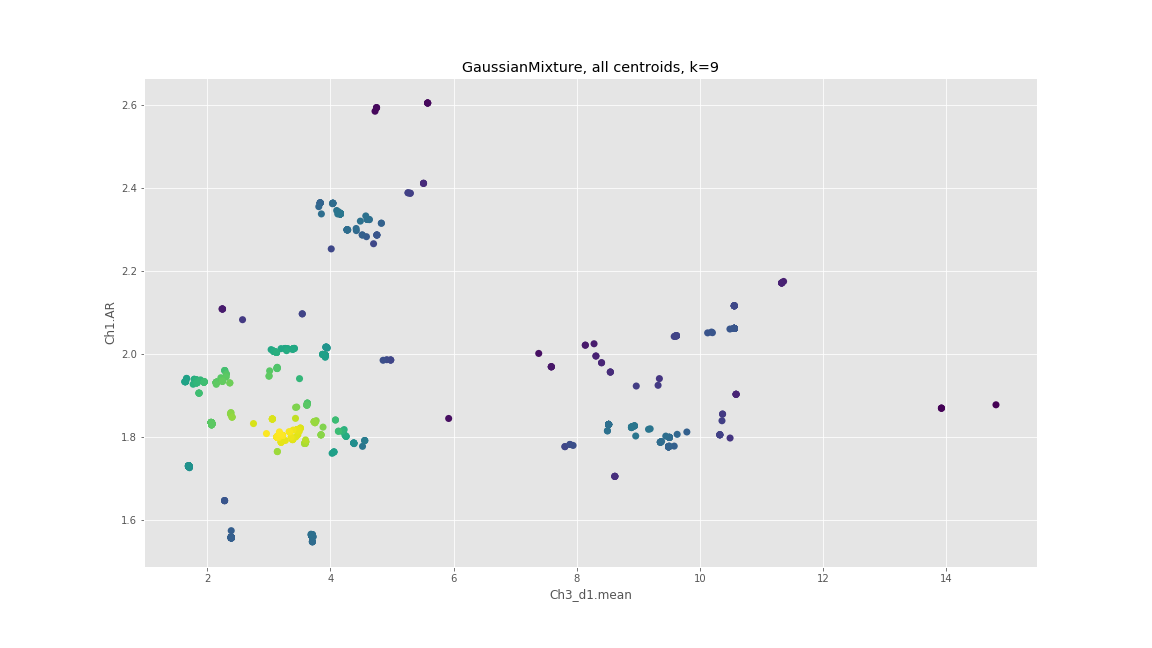 GaussianMixture, all centroids, k=9
2.6
2.4
2.2
2.0
1.8
1.6
Ch1.AR
2 4 6 8 10 12 14
Ch3_d1.mean